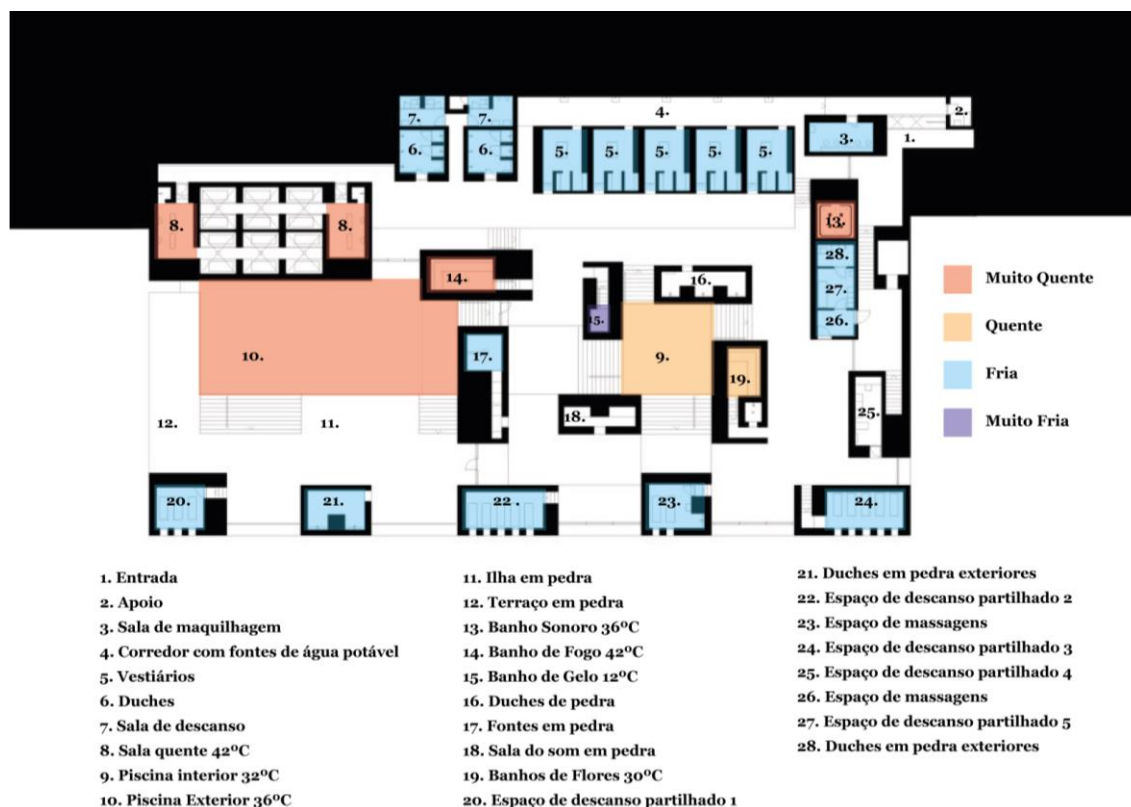 7.
7.
4.
2.
3.
1.
6.
6.
5.
5.
5.
5.
5.
8.
8.
13.
28.
14.
16.
27.
15.
26.
10.
17.
9.
19.
12.
11.
18.
25.
20.
21.
22 .
23.
24.
Muito Quente
Quente
Fria
Muito Fria
1. Entrada
2. Apoio
3. Sala de maquilhagem
4. Corredor com fontes de água potável
5. Vestiários
6. Duches
7. Sala de descanso
8. Sala quente 42ºC
9. Piscina interior 32ºC
10. Piscina Exterior 36ºC
11. Ilha em pedra
12. Terraço em pedra
13. Banho Sonoro 36ºC
14. Banho de Fogo 42ºC
15. Banho de Gelo 12ºC
16. Duches de pedra
17. Fontes em pedra
18. Sala do som em pedra
19. Banhos de Flores 30ºC
20. Espaço de descanso partilhado 1
21. Duches em pedra exteriores
22. Espaço de descanso partilhado 2
23. Espaço de massagens
24. Espaço de descanso partilhado 3
25. Espaço de descanso partilhado 4
26. Espaço de massagens
27. Espaço de descanso partilhado 5
28. Duches em pedra exteriores